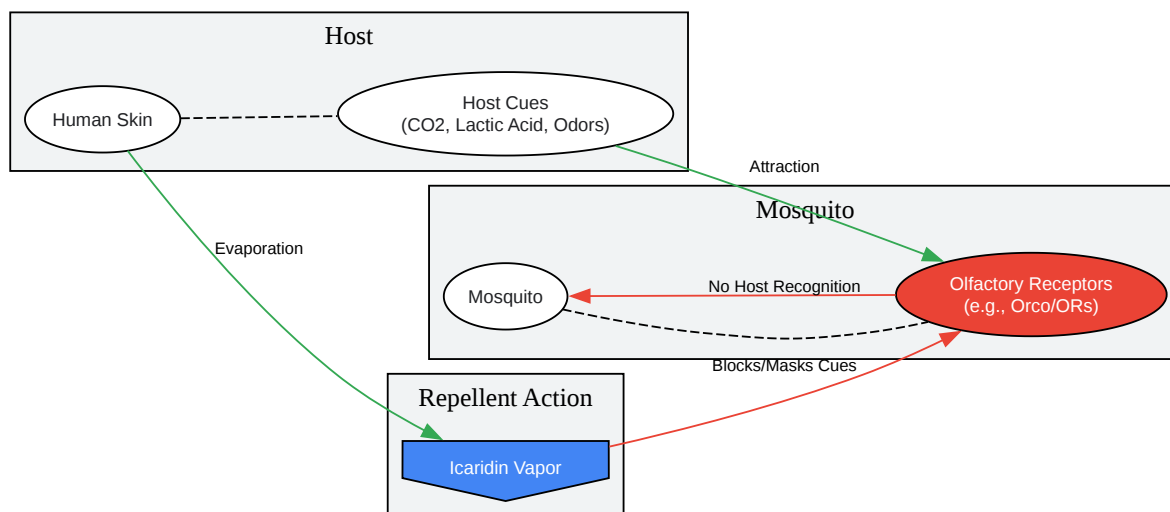 Host
Human Skin
Host Cues
(CO2, Lactic Acid, Odors)
Attraction
Mosquito
Evaporation
Mosquito
No Host Recognition
Olfactory Receptors
(e.g., Orco/ORs)
Blocks/Masks Cues
Repellent Action
Icaridin Vapor